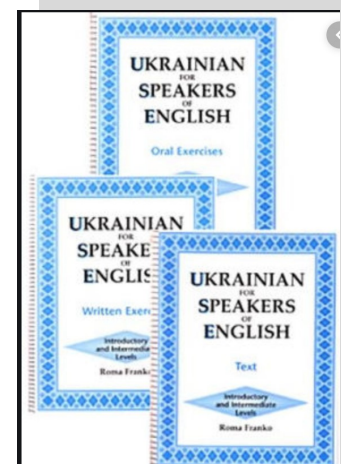 UKRAINIAN
FOR
SPEAKERS
OF
ENGLISH
Oral Exercises
UKRAINIAN
FOR
SPEAKE
OF
ENGLIS
Written Exerc
Introductory
and Intermediate
Levels
Roma Franko
UKRAINIAN
FOR
SPEAKERS
OF
ENGLISH
Text
Introductory
and Intermediate
Levels
Roma Franko